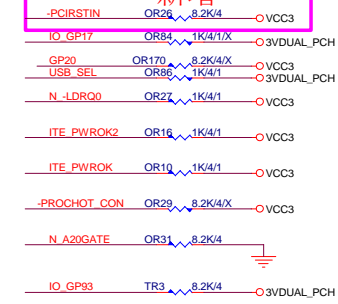 -PCIRSTIN OR26 8.2K/4 VCC3
IO_GP17 OR84 1K/4/1/X 3VDUAL_PCH
GP20 OR170 8.2K/4/X VCC3
USB_SEL OR86 1K/4/1 3VDUAL_PCH
N_-LDRQ0 OR27 1K/4/1 VCC3
ITE_PWROK2 OR16 1K/4/1 VCC3
ITE_PWROK OR10 1K/4/1 VCC3
-PROCHOT_CON OR29 8.2K/4/X VCC3
N_A20GATE OR31 8.2K/4
IO_GP93 TR3 8.2K/4 3VDUAL_PCH